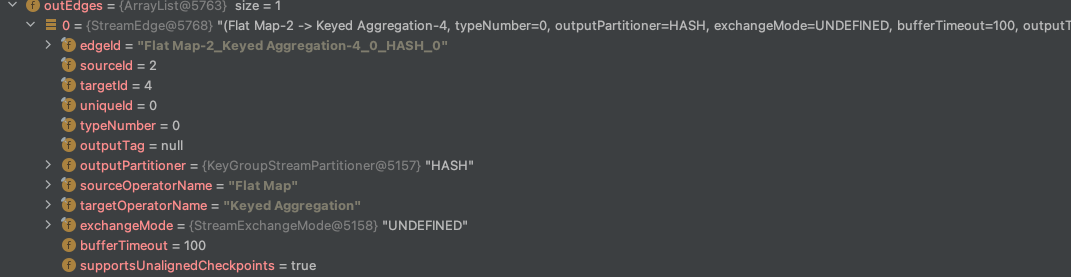 outEdges = {ArrayList@5763} size = 1
0 = {StreamEdge@5768} "(Flat Map-2 -> Keyed Aggregation-4, typeNumber=0, outputPartitioner=HASH, exchangeMode=UNDEFINED, bufferTimeout=100, outputT
f edgeId = "Flat Map-2_Keyed Aggregation-4_0_HASH_0"
f sourceId = 2
f targetId = 4
f uniqueId = 0
f typeNumber = 0
f outputTag = null
f outputPartitioner = {KeyGroupStreamPartitioner@5157} "HASH"
f sourceOperatorName = "Flat Map"
f targetOperatorName = "Keyed Aggregation"
f exchangeMode = {StreamExchangeMode@5158} "UNDEFINED"
f bufferTimeout = 100
f supportsUnalignedCheckpoints = true